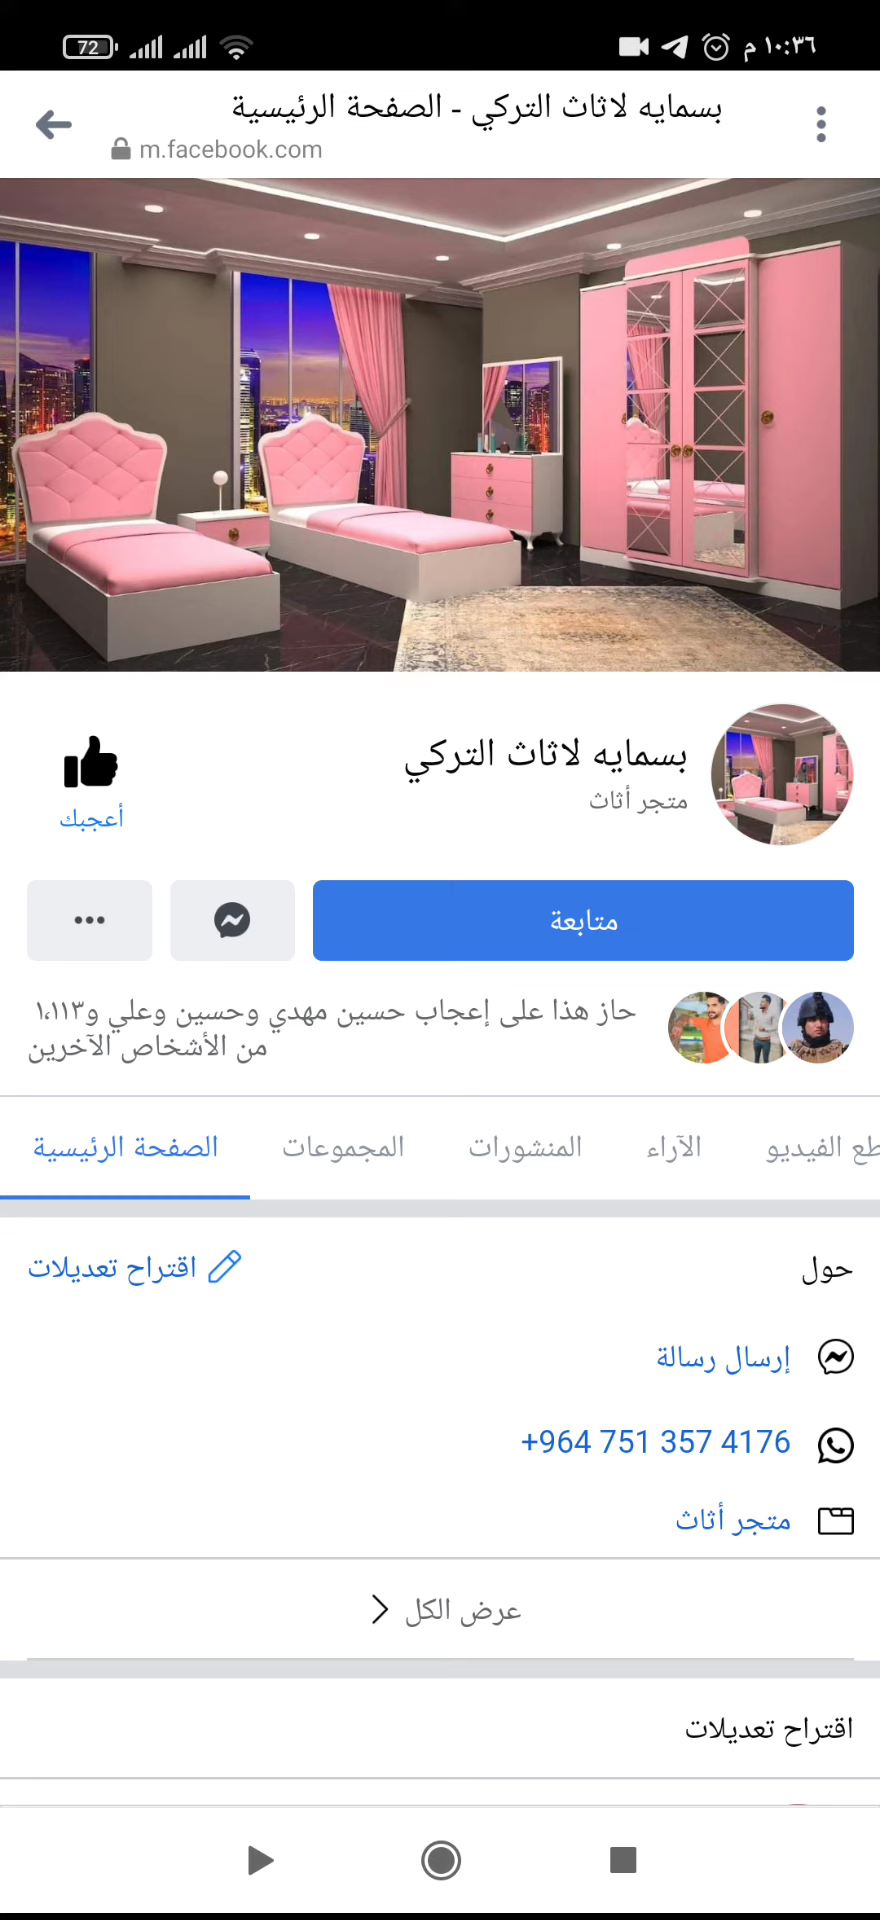 72
١٠:٣٦ م
بسمايه لاثاث التركي - الصفحة الرئيسية
m.facebook.com
بسمايه لاثاث التركي
متجر أثاث
أعجبك
متابعة
حاز هذا على إعجاب حسين مهدي وحسين وعلي و١،١١٣
من الأشخاص الآخرين
الصفحة الرئيسية
المجموعات
المنشورات
الآراء
طع الفيديو
حول
اقتراح تعديلات
إرسال رسالة
+964 751 357 4176
متجر أثاث
عرض الكل
اقتراح تعديلات